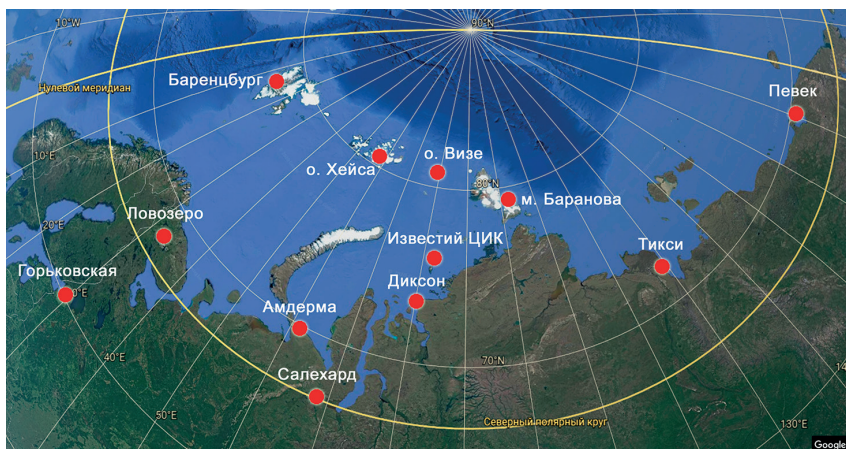 10°W
90°N
Баренцбург
Нулевой меридиан
Певек
о. Визе
10°E
о. Хейса
80°N
м. Баранова
Ловозеро
20°E
Известий ЦИК
Тикси
Горьковская
Диксон
Амдерма
40°E
70°N
Салехард
50°E
Северный полярный круг
130°E
Google